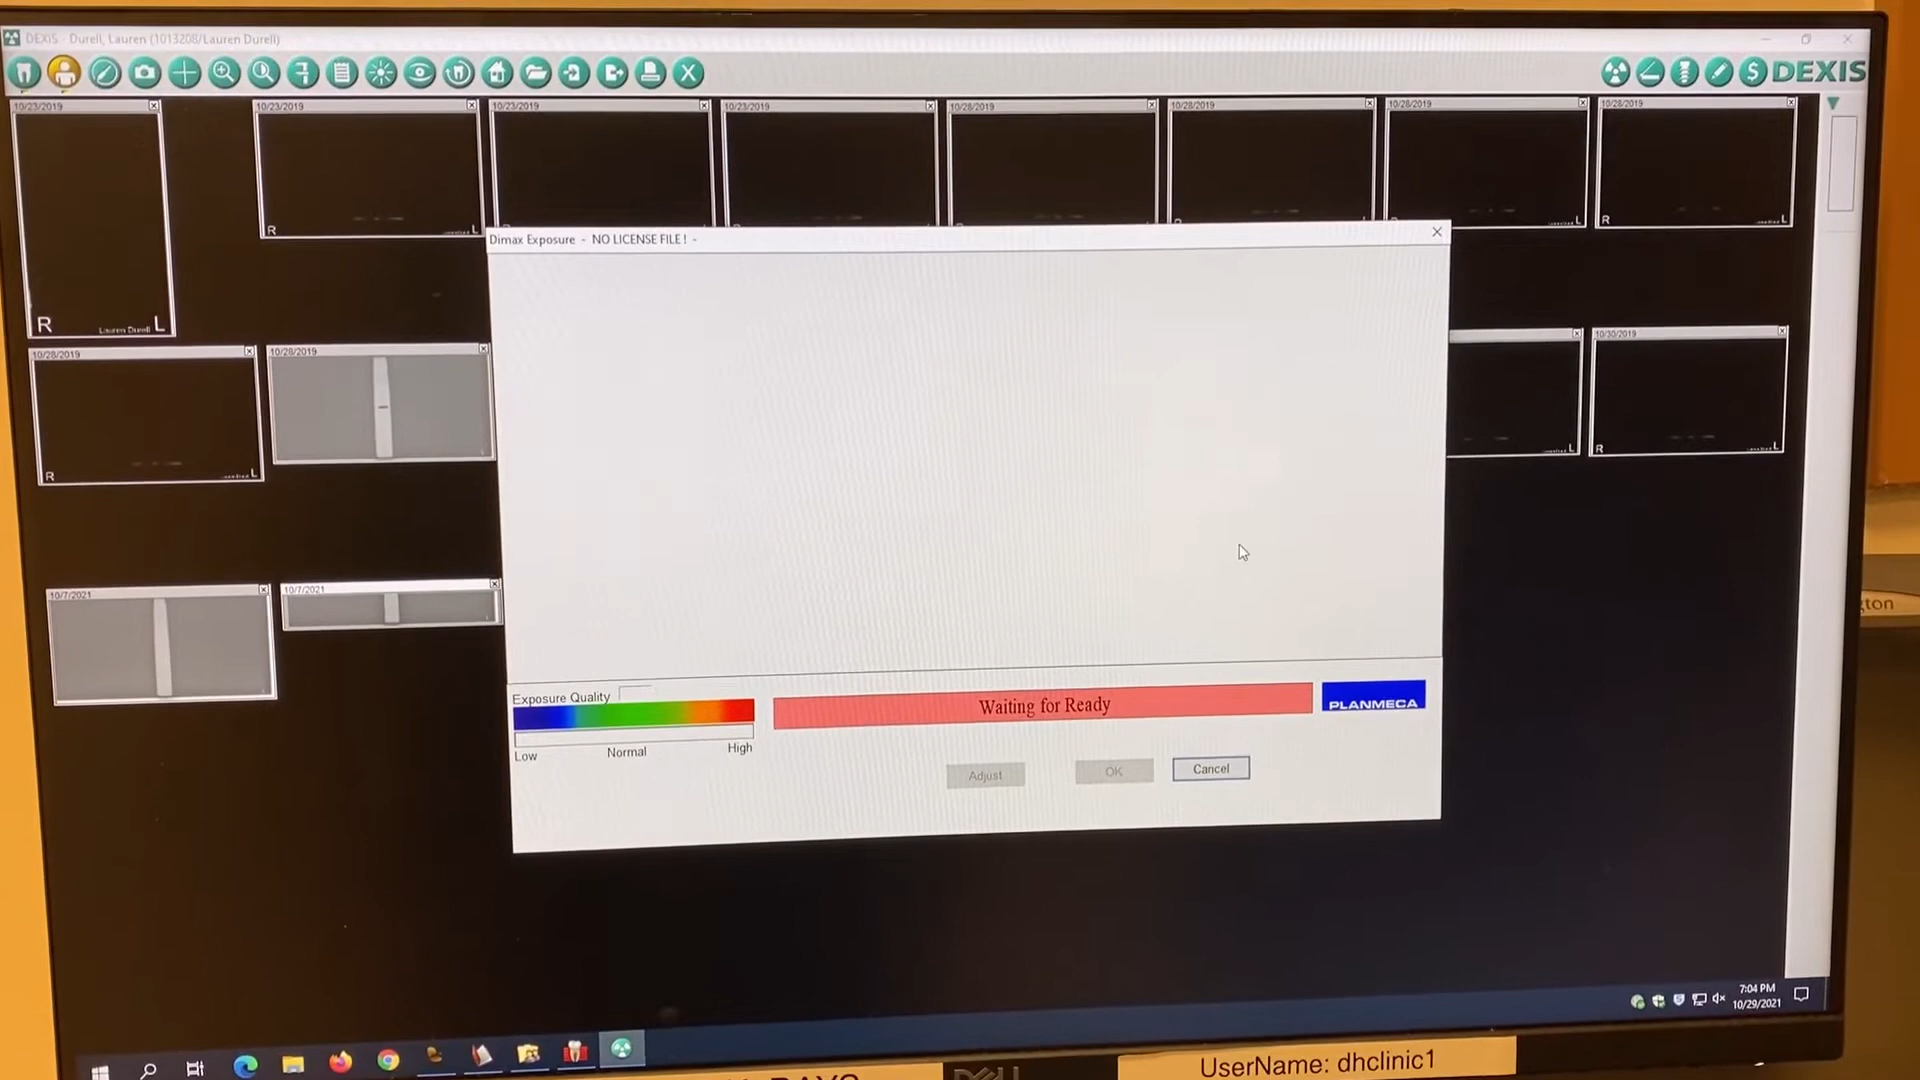 DEXIS - Durell, Lauren (1013208/Lauren Durell)
DEXIS
10/23/2019
10/23/2019
10/23/2019
10/23/2019
10/28/2019
10/28/2019
10/28/2019
10/28/2019
R L
R L
L
R L
R Lauren Durell L
Dimax Exposure - NO LICENSE FILE! -
10/28/2019
10/28/2019
10/30/2019
R L
L
R L
10/7/2021
10/7/2021
Exposure Quality
Low Normal High
Waiting for Ready
PLANMECA
Adjust OK Cancel
7:04 PM
10/29/2021
gton
UserName: dhclinic1
DELL